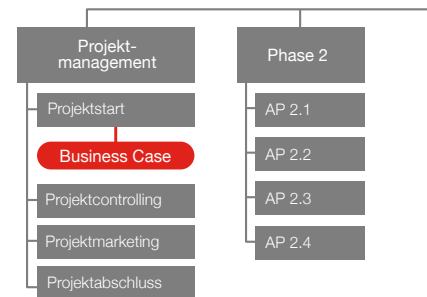 Projekt-
management
Projektstart
Business Case
Projektcontrolling
Projektmarketing
Projektabschluss
Phase 2
AP 2.1
AP 2.2
AP 2.3
AP 2.4